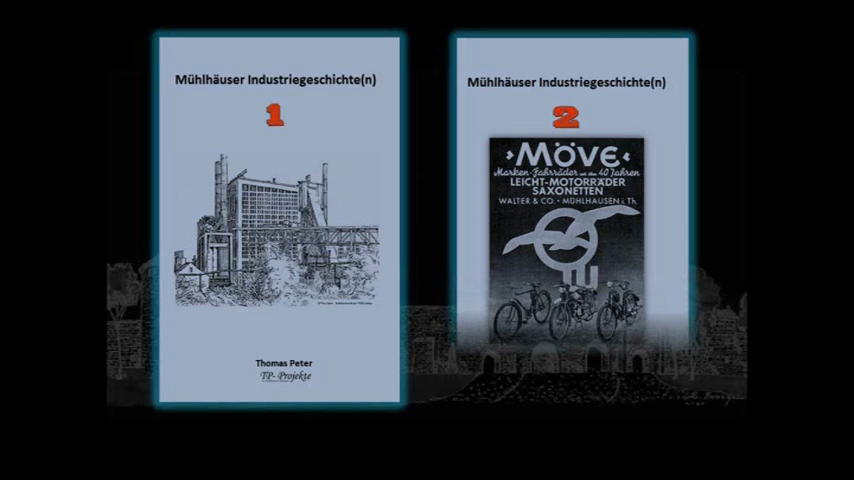 Mühlhäuser Industriegeschichte(n)
1
Thomas Peter
TP- Projekte
Mühlhäuser Industriegeschichte(n)
2
MÖVE
Marken-Fahrräder seit über 40 Jahren
LEICHT-MOTORRÄDER
SAXONETTEN
WALTER & CO. · MÜHLHAUSEN i. Th.